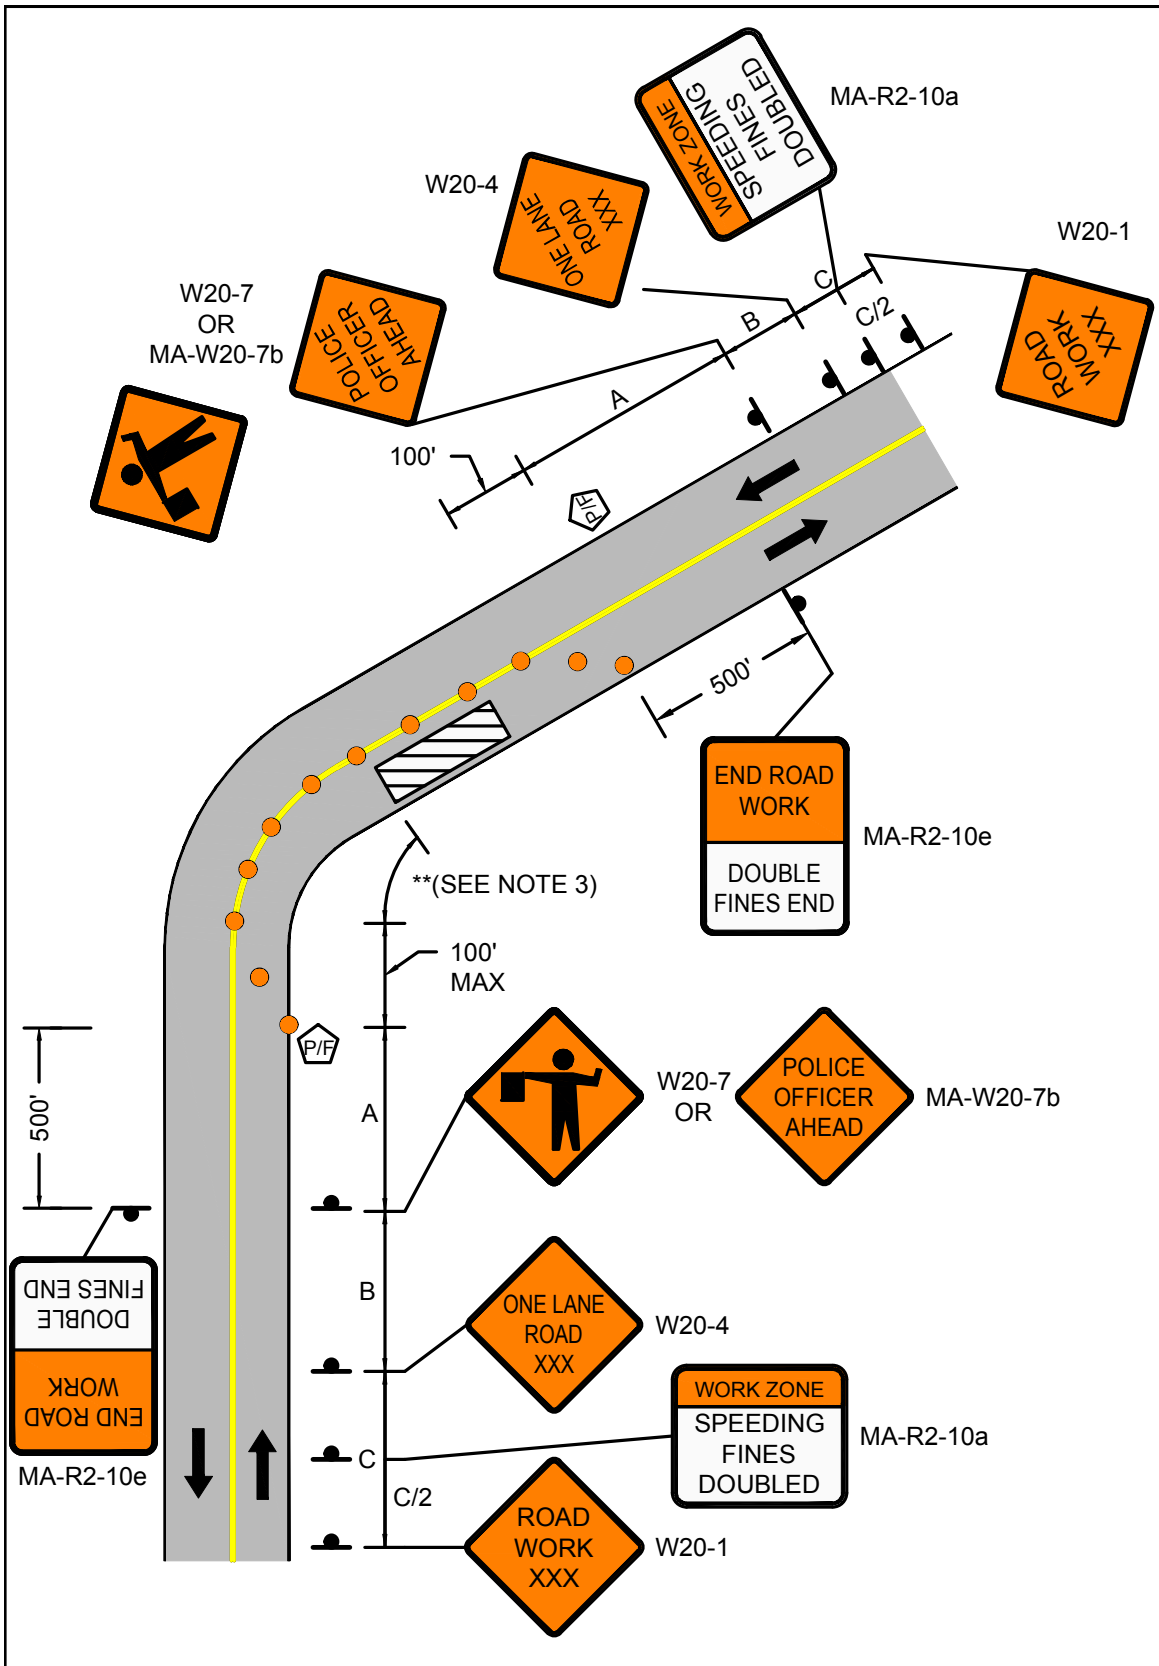 MA-R2-10a
WORK ZONE
SPEEDING
FINES
DOUBLED
W20-4
ONE LANE
ROAD
XXX
W20-1
ROAD
WORK
XXX
W20-7
OR
MA-W20-7b
POLICE
OFFICER
AHEAD
C
B
C/2
A
100'
P/F
500'
END ROAD
WORK
DOUBLE
FINES END
MA-R2-10e
**(SEE NOTE 3)
100'
MAX
P/F
500'
A
W20-7
OR
POLICE
OFFICER
AHEAD
MA-W20-7b
B
ONE LANE
ROAD
XXX
W20-4
END ROAD
WORK
DOUBLE
FINES END
MA-R2-10e
WORK ZONE
SPEEDING
FINES
DOUBLED
MA-R2-10a
C
C/2
ROAD
WORK
XXX
W20-1